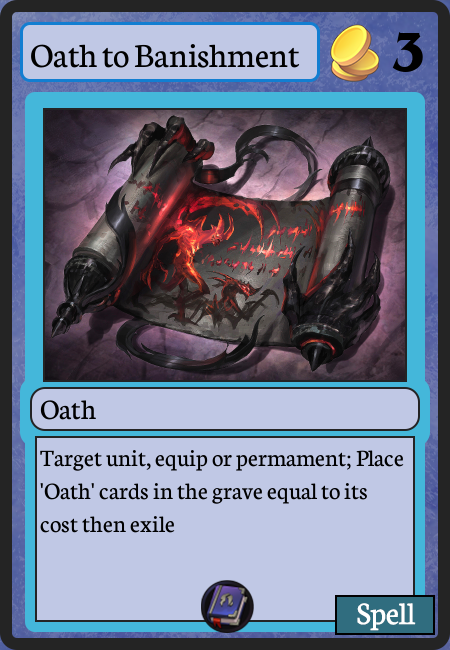 Oath to Banishment
3
Oath
Target unit, equip or permament; Place
'Oath' cards in the grave equal to its
cost then exile
Spell